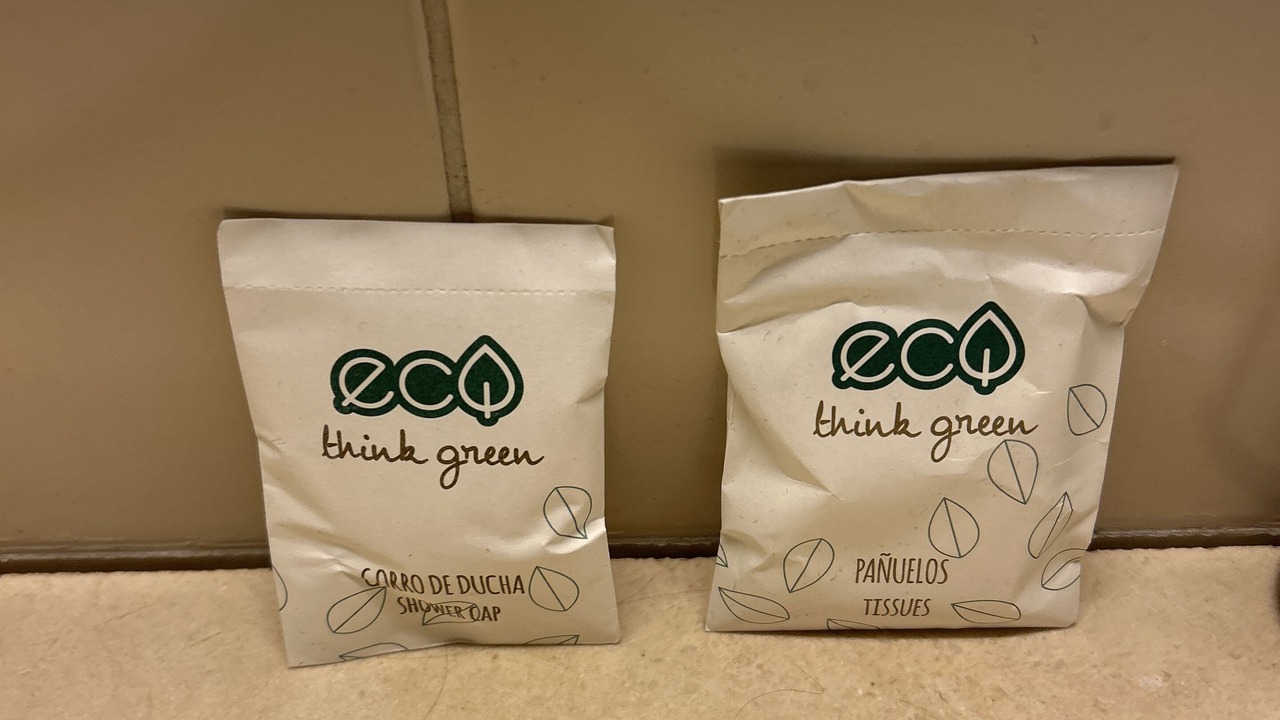 eco
think green
GORRO DE DUCHA
SHOWER CAP
eco
think green
PAÑUELOS
TISSUES